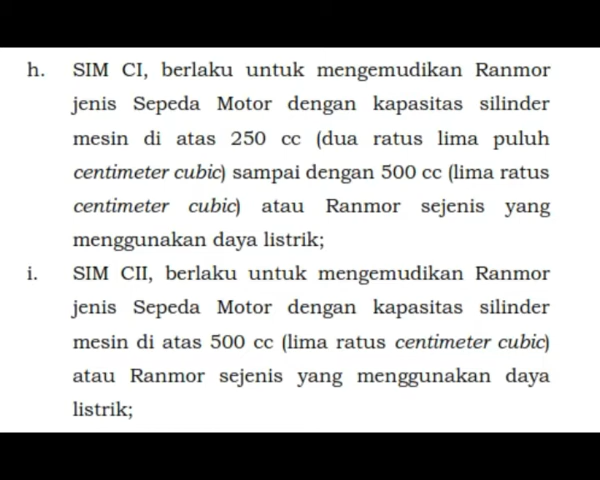 h. SIM CI, berlaku untuk mengemudikan Ranmor
jenis Sepeda Motor dengan kapasitas silinder
mesin di atas 250 cc (dua ratus lima puluh
centimeter cubic) sampai dengan 500 cc (lima ratus
centimeter cubic) atau Ranmor sejenis yang
menggunakan daya listrik;
i. SIM CII, berlaku untuk mengemudikan Ranmor
jenis Sepeda Motor dengan kapasitas silinder
mesin di atas 500 cc (lima ratus centimeter cubic)
atau Ranmor sejenis yang menggunakan daya
listrik;